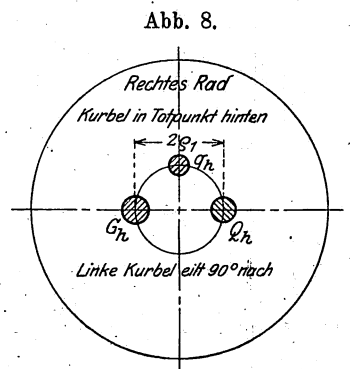 Abb. 8.
Rechtes Rad
Kurbel in Totpunkt hinten
2ϱ₁
qₕ
Gₕ
Qₕ
Linke Kurbel eilt 90° nach